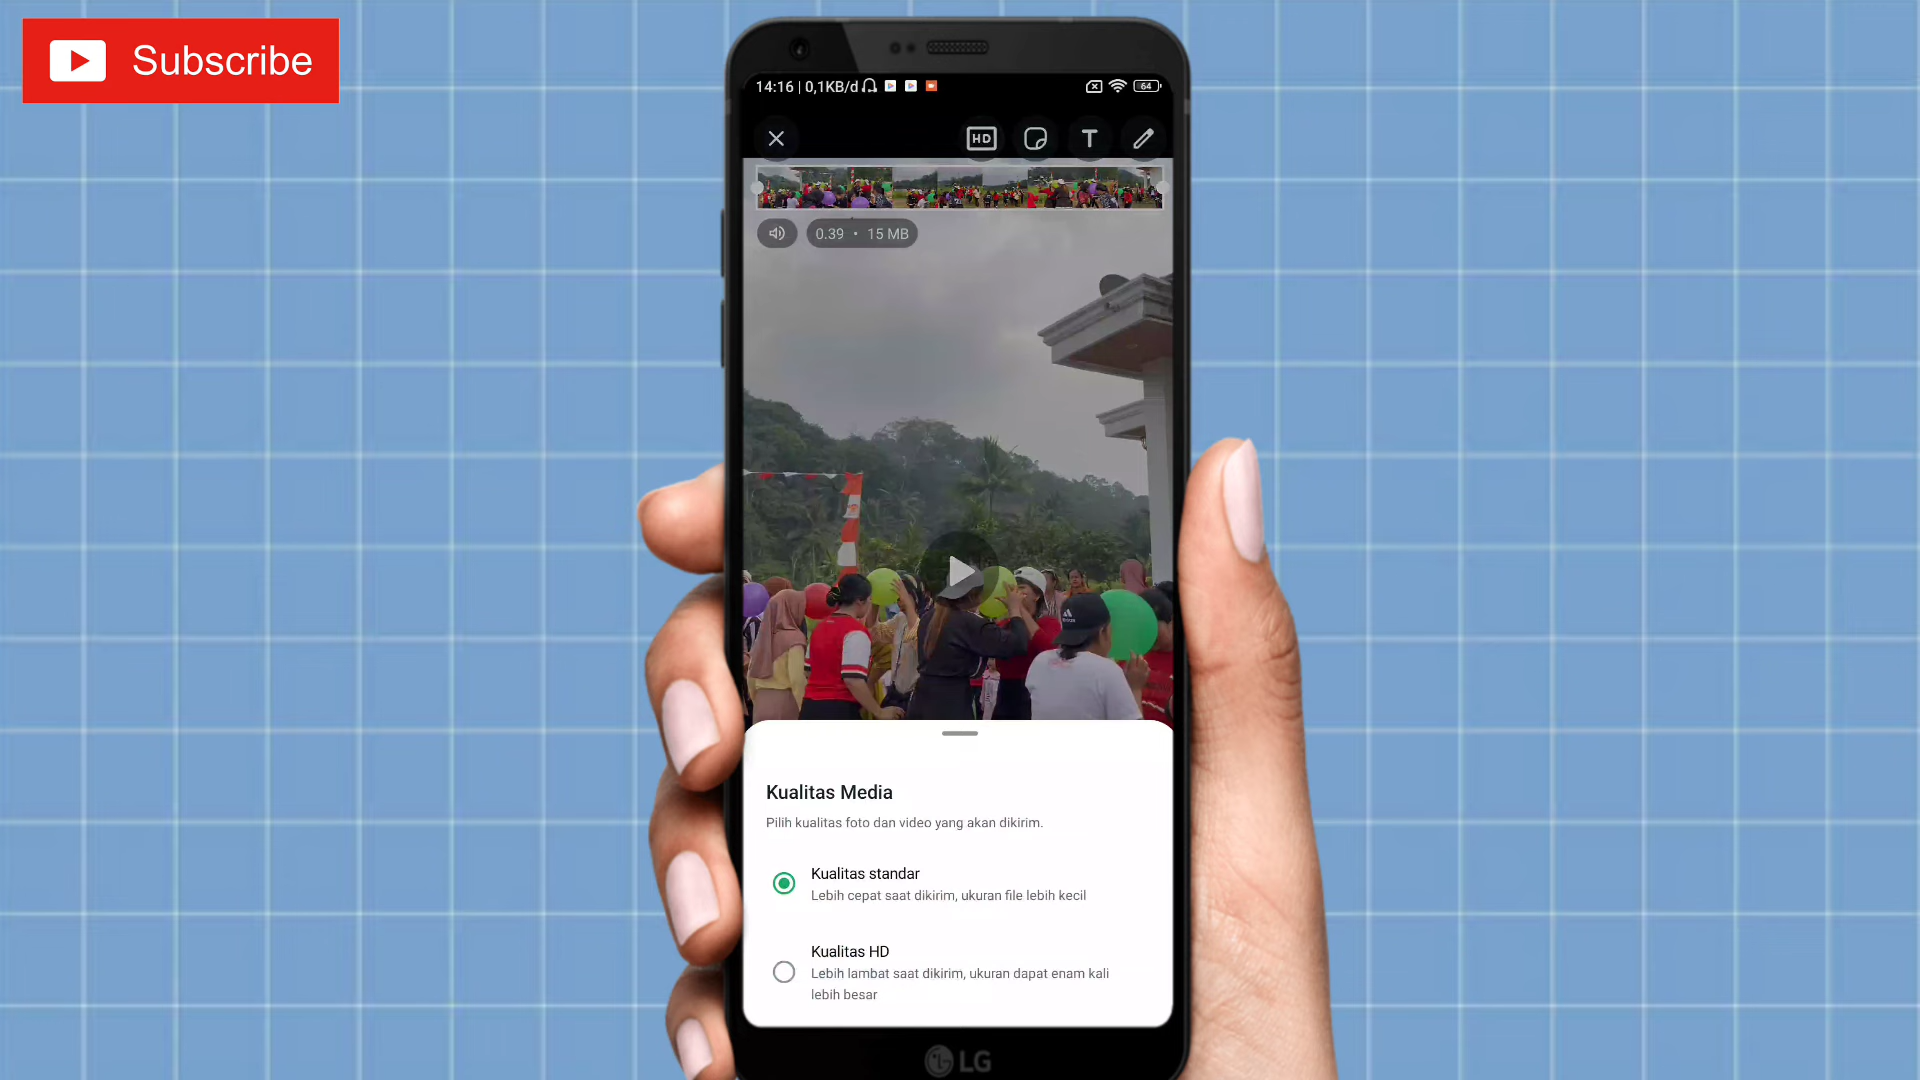 Subscribe
14:16 | 0,1KB/d
64
HD
T
0.39 • 15 MB
Kualitas Media
Pilih kualitas foto dan video yang akan dikirim.
Kualitas standar
Lebih cepat saat dikirim, ukuran file lebih kecil
Kualitas HD
Lebih lambat saat dikirim, ukuran dapat enam kali
lebih besar
LG